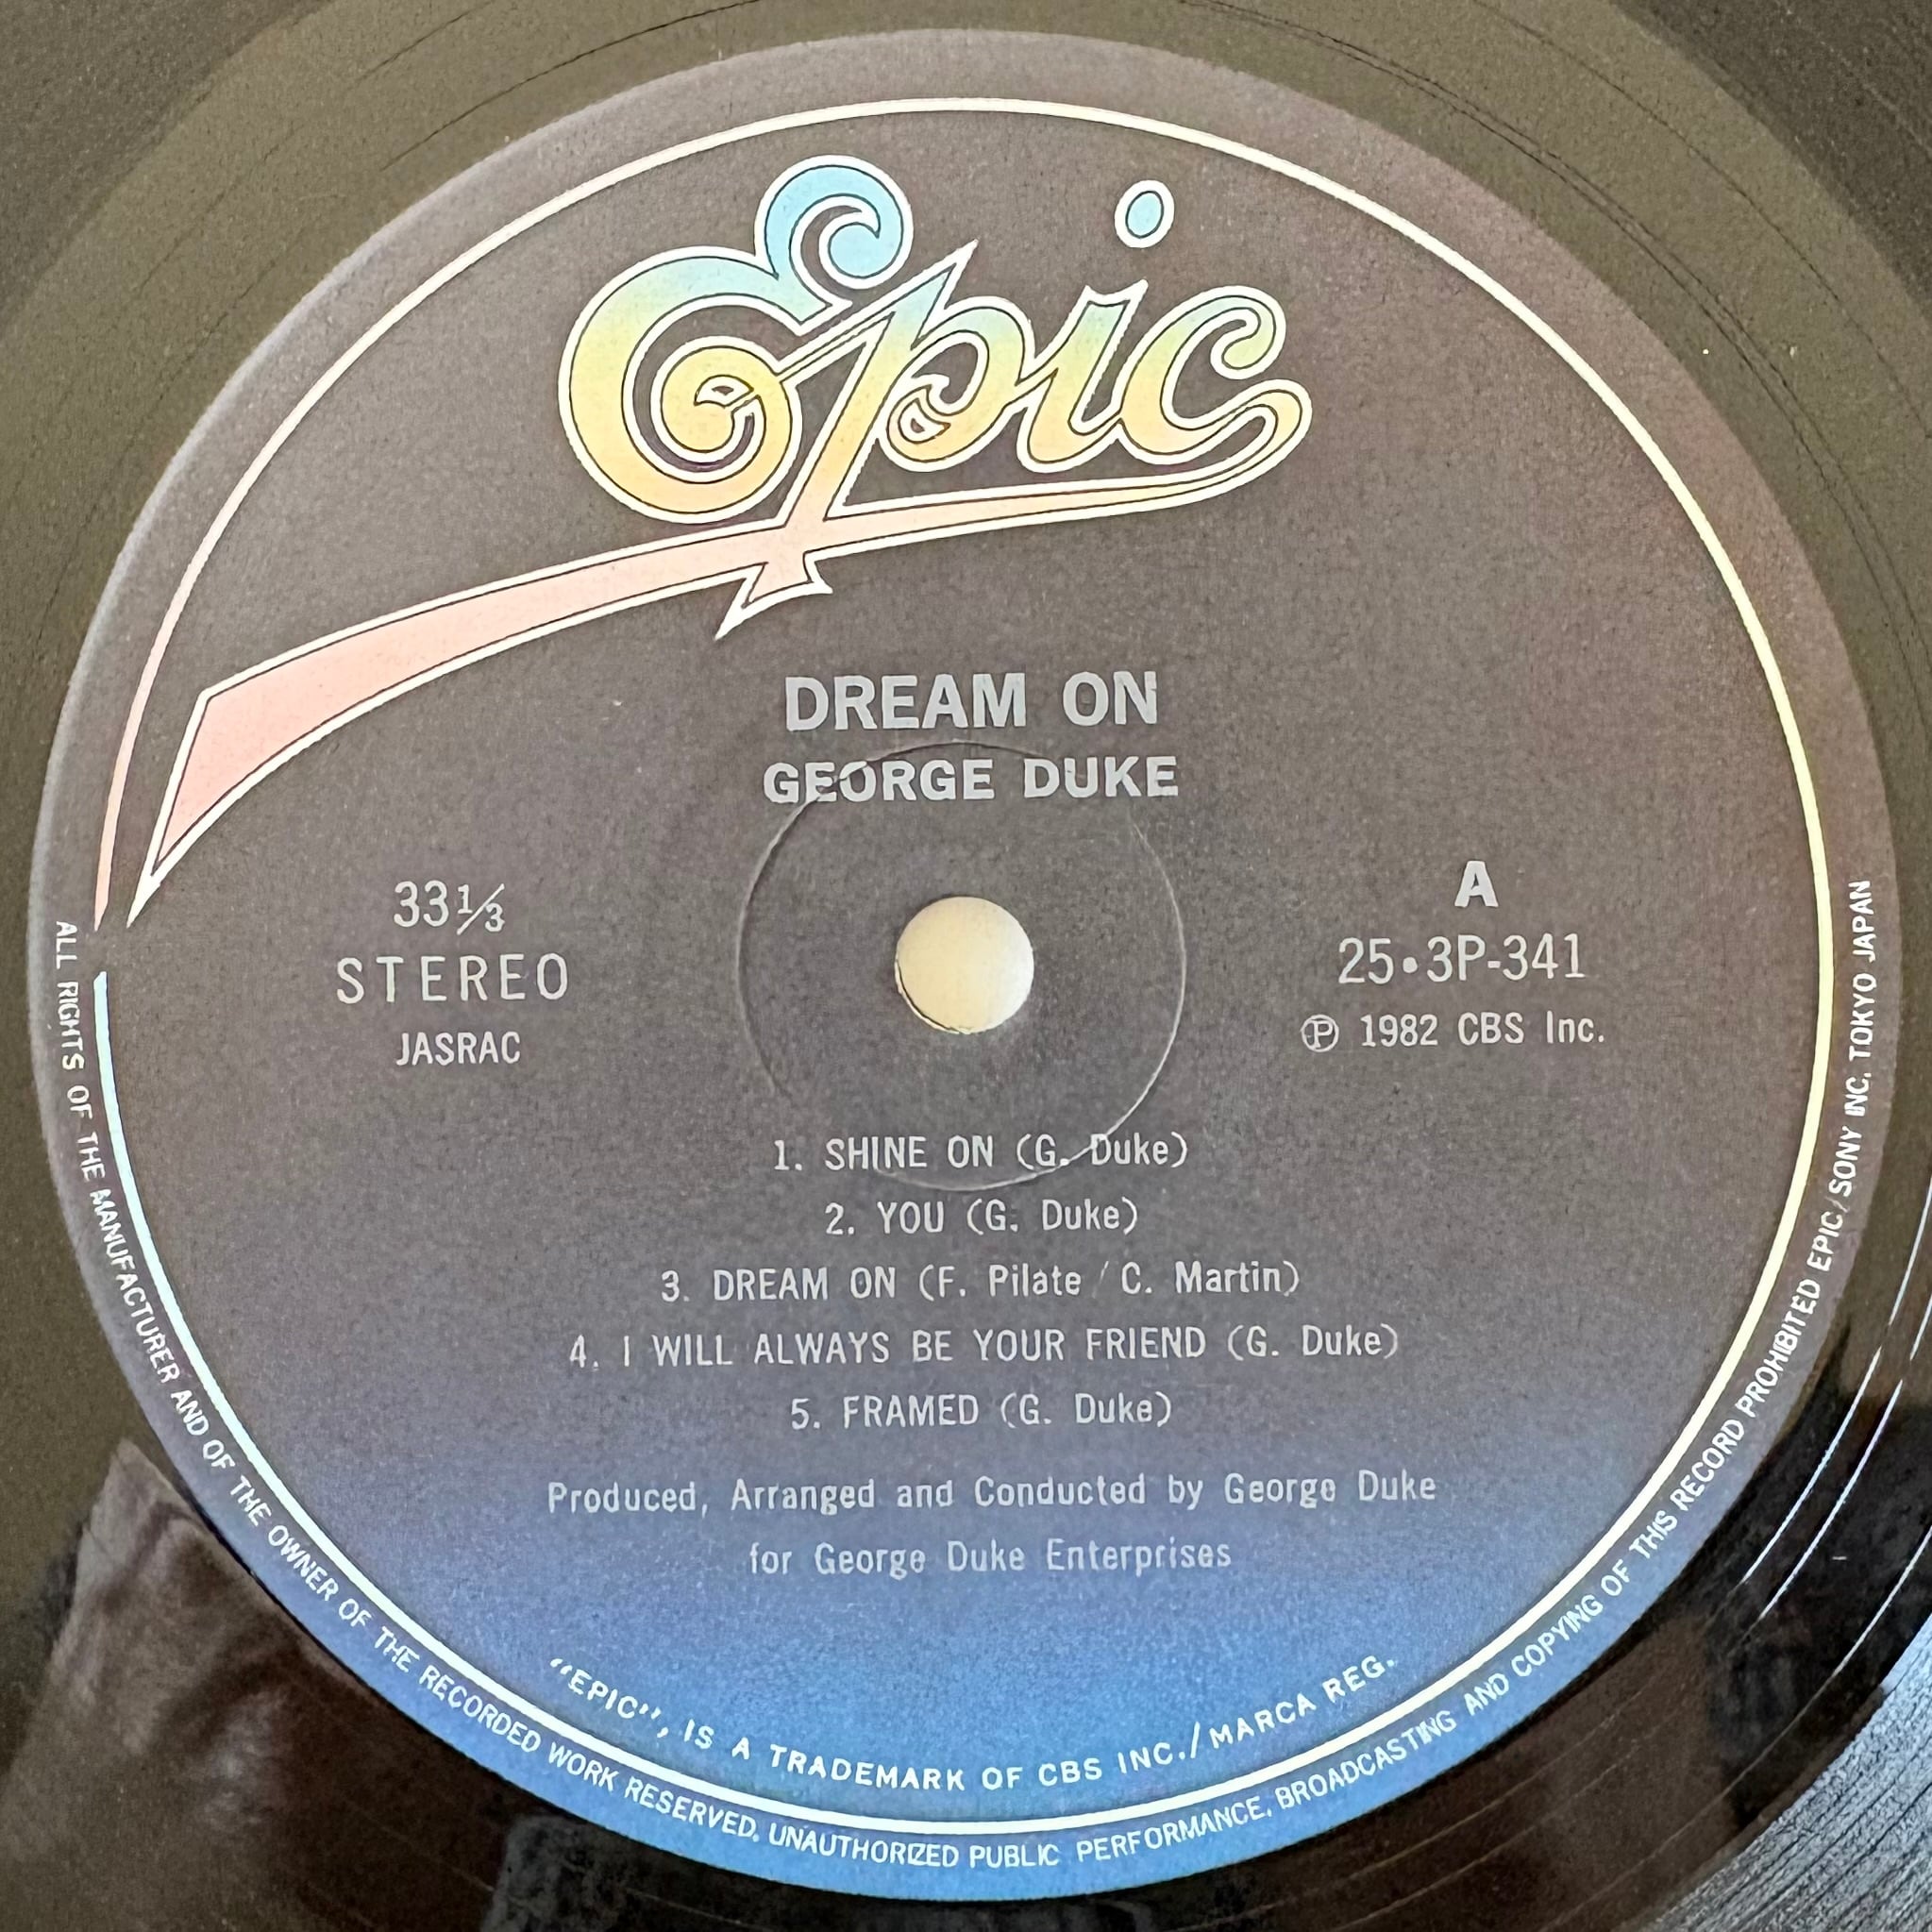 Epic
DREAM ON
GEORGE DUKE
33⅓
STEREO
JASRAC
A
25•3P-341
Ⓟ 1982 CBS Inc.
1. SHINE ON (G. Duke)
2. YOU (G. Duke)
3. DREAM ON (F. Pilate / C. Martin)
4. I WILL ALWAYS BE YOUR FRIEND (G. Duke)
5. FRAMED (G. Duke)
Produced, Arranged and Conducted by George Duke
for George Duke Enterprises
"EPIC", IS A TRADEMARK OF CBS INC./MARCA REG.
ALL RIGHTS OF THE MANUFACTURER AND OF THE OWNER OF THE RECORDED WORK RESERVED. UNAUTHORIZED PUBLIC PERFORMANCE, BROADCASTING AND COPYING OF THIS RECORD PROHIBITED EPIC/SONY INC. TOKYO JAPAN